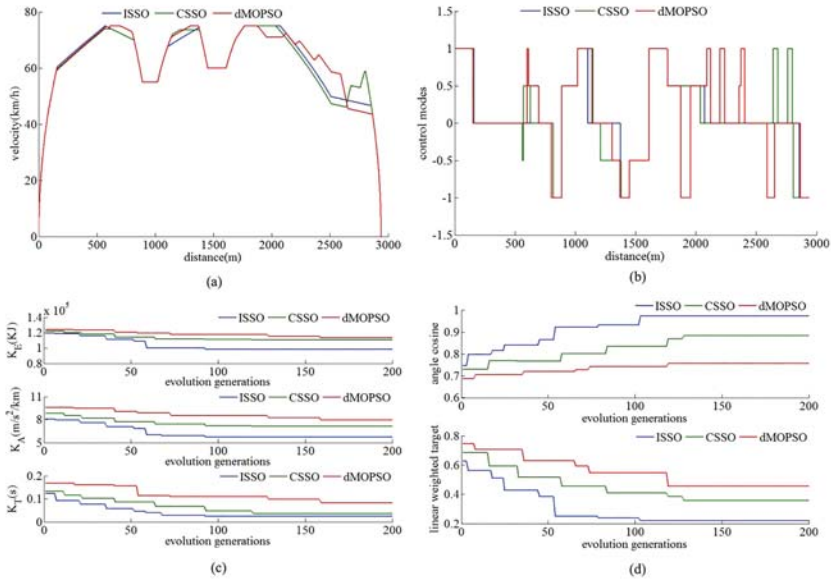 ISSO CSSO dMOPSO
80
60
40
20
0
velocity(km/h)
0 500 1000 1500 2000 2500 3000
distance(m)
(a)
ISSO CSSO dMOPSO
1.5
1
0.5
0
-0.5
-1
-1.5
control modes
0 500 1000 1500 2000 2500 3000
distance(m)
(b)
x 10⁵
ISSO CSSO dMOPSO
1.4
1.2
1
0.8
K_E(KJ)
0 50 100 150 200
evolution generations
ISSO CSSO dMOPSO
11
8
5
K_A(m/s²/km)
0 50 100 150 200
evolution generations
ISSO CSSO dMOPSO
0.2
0.1
0
K_T(s)
0 50 100 150 200
evolution generations
(c)
ISSO CSSO dMOPSO
1
0.9
0.8
0.7
0.6
angle cosine
0 50 100 150 200
evolution generations
ISSO CSSO dMOPSO
0.8
0.6
0.4
0.2
linear weighted target
0 50 100 150 200
evolution generations
(d)